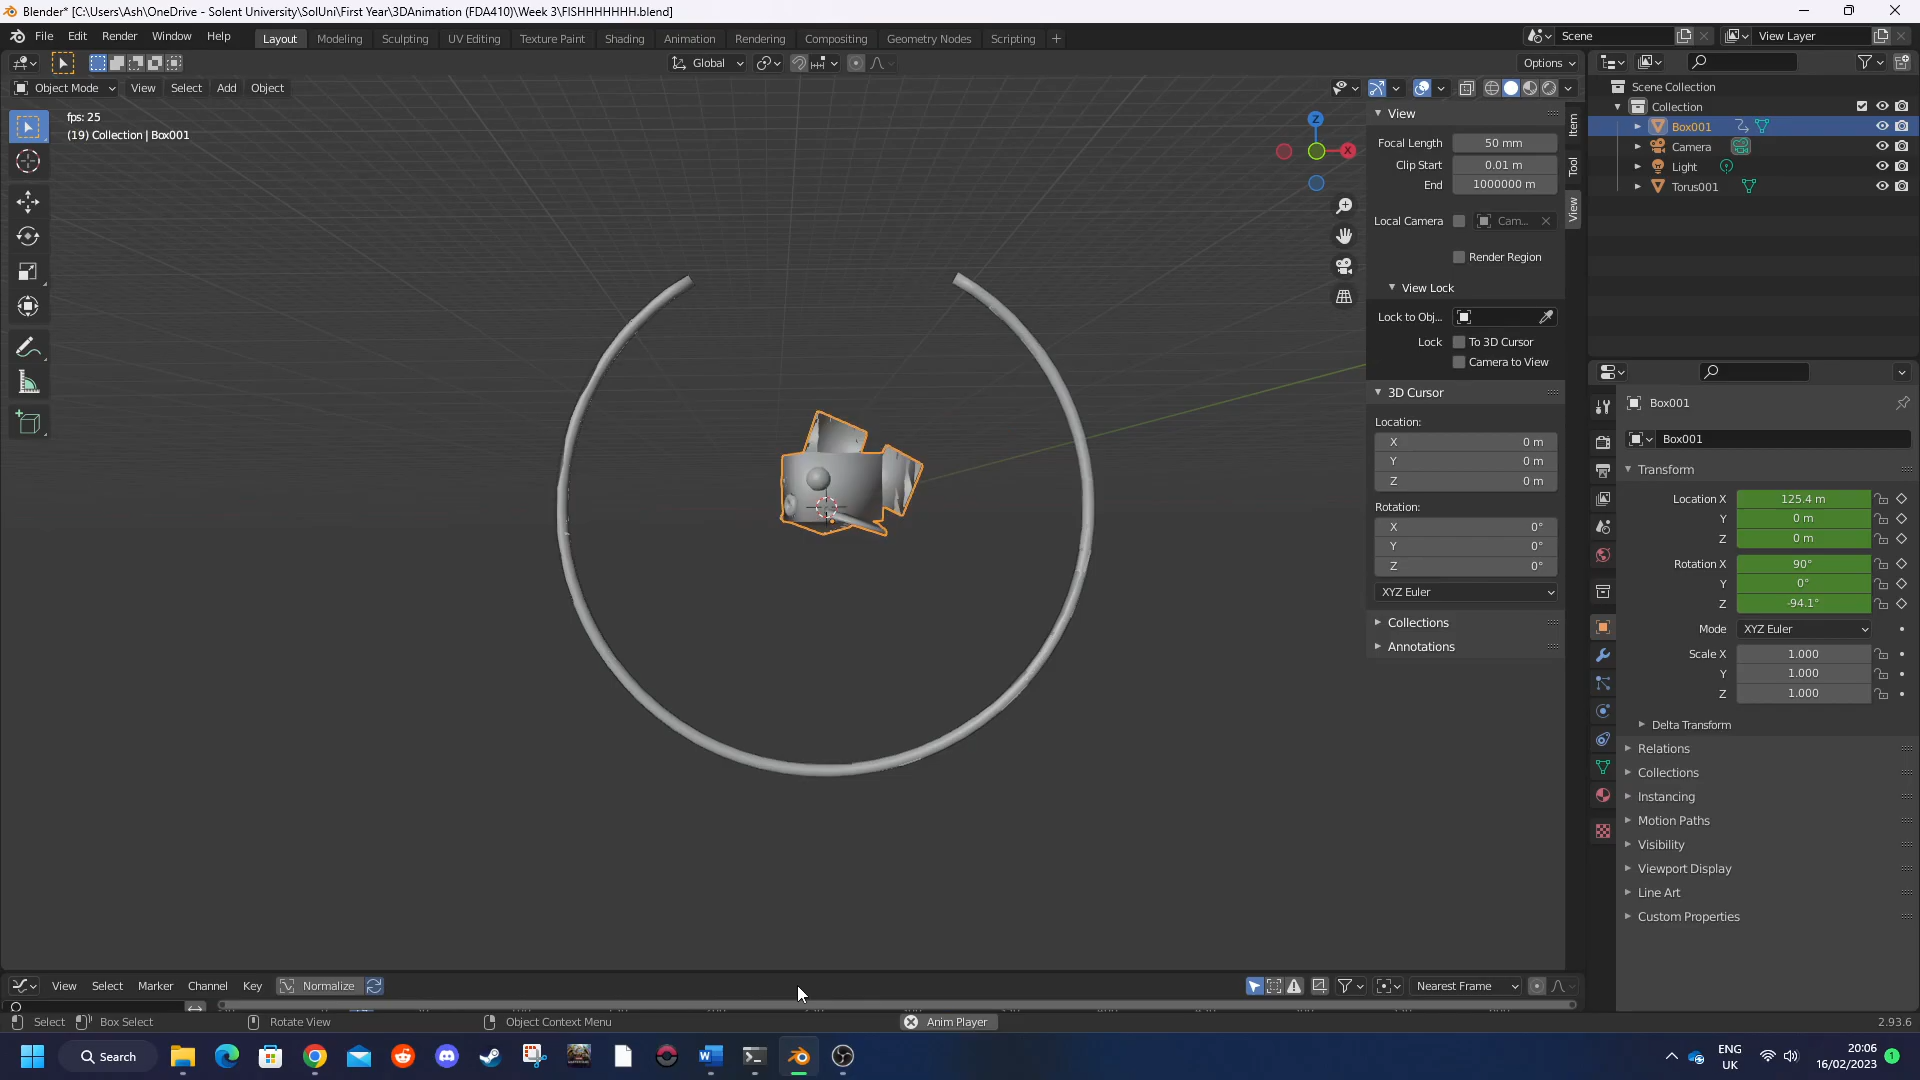 Blender* [C:\Users\Ash\OneDrive - Solent University\SolUni\First Year\3DAnimation (FDA410)\Week 3\FISHHHHHHH.blend]
File Edit Render Window Help Layout Modeling Sculpting UV Editing Texture Paint Shading Animation Rendering Compositing Geometry Nodes Scripting Scene View Layer
Global Options
Object Mode View Select Add Object
fps: 25
(19) Collection | Box001
Z
X
View
Focal Length 50 mm
Clip Start 0.01 m
End 1000000 m
Local Camera Cam...
Render Region
View Lock
Lock to Obj...
Lock To 3D Cursor
Camera to View
3D Cursor
Location:
X 0 m
Y 0 m
Z 0 m
Rotation:
X 0°
Y 0°
Z 0°
XYZ Euler
Collections
Annotations
Item
Tool
View
Scene Collection
Collection
Box001
Camera
Light
Torus001
Box001
Box001
Transform
Location X 125.4 m
Y 0 m
Z 0 m
Rotation X 90°
Y 0°
Z -94.1°
Mode XYZ Euler
Scale X 1.000
Y 1.000
Z 1.000
Delta Transform
Relations
Collections
Instancing
Motion Paths
Visibility
Viewport Display
Line Art
Custom Properties
View Select Marker Channel Key Normalize Nearest Frame
Select Box Select Rotate View Object Context Menu Anim Player 2.93.6
Search ENG UK 20:06 16/02/2023 1